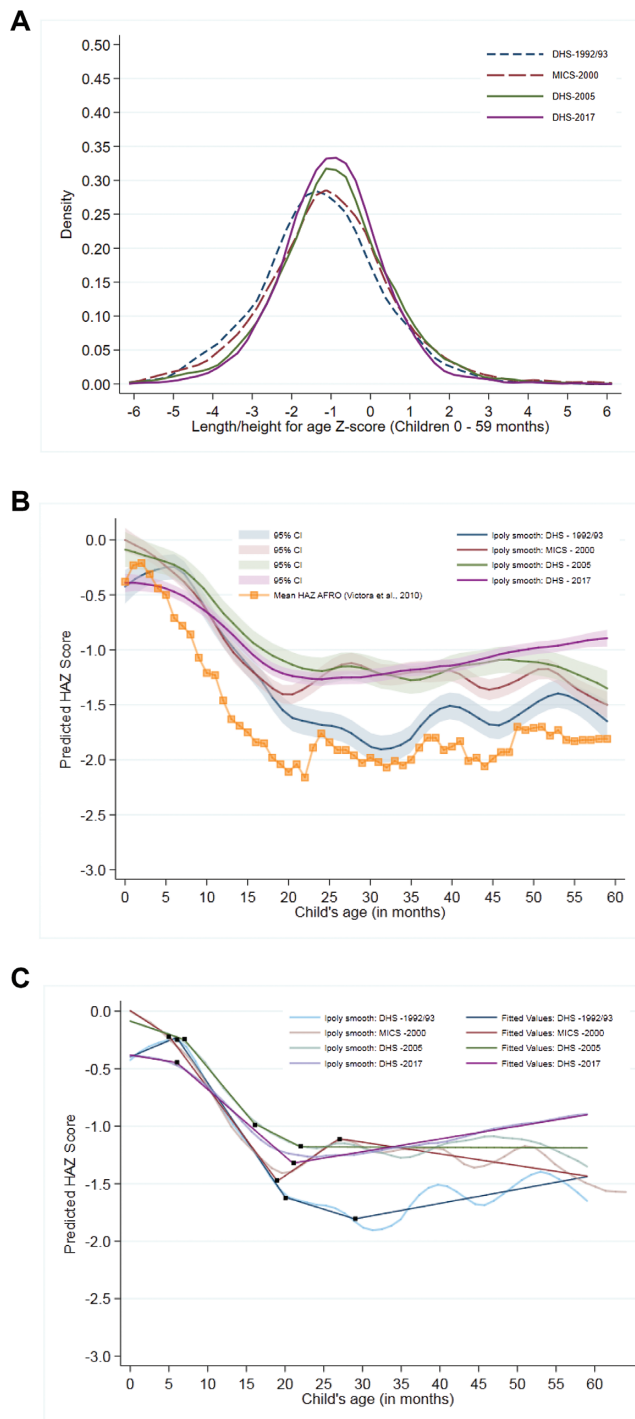 A
0.50
0.45
0.40
0.35
0.30
0.25
0.20
0.15
0.10
0.05
0.00
Density
DHS-1992/93
MICS-2000
DHS-2005
DHS-2017
-6 -5 -4 -3 -2 -1 0 1 2 3 4 5 6
Length/height for age Z-score (Children 0 - 59 months)
B
0.0
-0.5
-1.0
-1.5
-2.0
-2.5
-3.0
Predicted HAZ Score
95% CI
95% CI
95% CI
95% CI
Mean HAZ AFRO (Victora et al., 2010)
lpoly smooth: DHS - 1992/93
lpoly smooth: MICS - 2000
lpoly smooth: DHS - 2005
lpoly smooth: DHS - 2017
0 5 10 15 20 25 30 35 40 45 50 55 60
Child's age (in months)
C
0.0
-0.5
-1.0
-1.5
-2.0
-2.5
-3.0
Predicted HAZ Score
lpoly smooth: DHS -1992/93
lpoly smooth: MICS -2000
lpoly smooth: DHS -2005
lpoly smooth: DHS -2017
Fitted Values: DHS -1992/93
Fitted Values: MICS -2000
Fitted Values: DHS -2005
Fitted Values: DHS -2017
0 5 10 15 20 25 30 35 40 45 50 55 60
Child's age (in months)